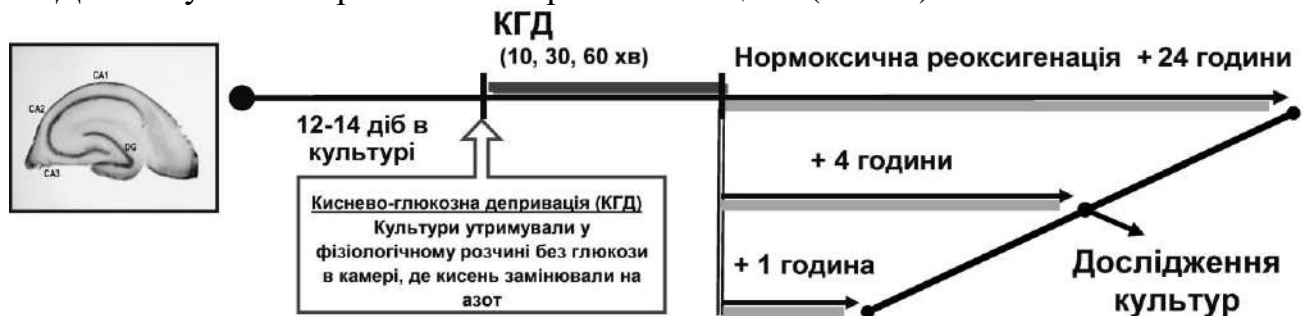 КГД
(10, 30, 60 хв)
Нормоксична реоксигенація + 24 години
CA1
CA2
DG
CA3
12-14 діб в
культурі
+ 4 години
Киснево-глюкозна депривація (КГД)
Культури утримували у
фізіологічному розчині без глюкози
в камері, де кисень замінювали на
азот
+ 1 година
Дослідження
культур